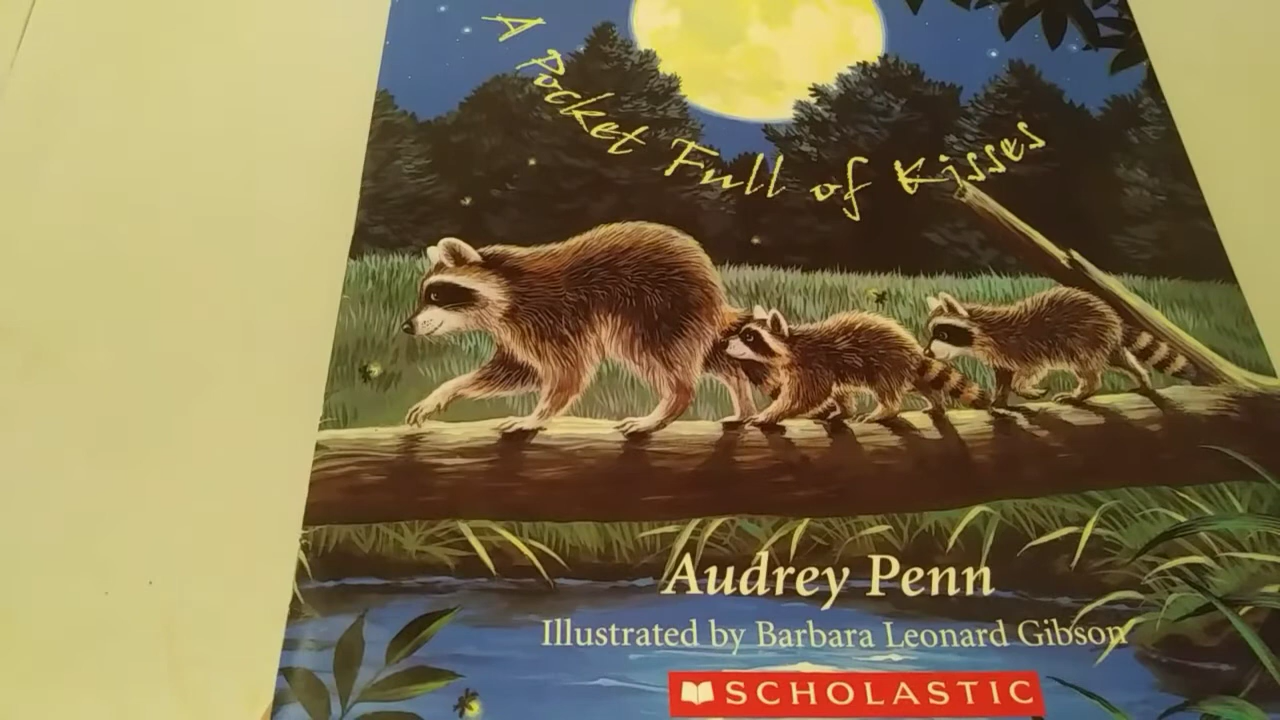 A Pocket Full of Kisses
Audrey Penn
Illustrated by Barbara Leonard Gibson
SCHOLASTIC